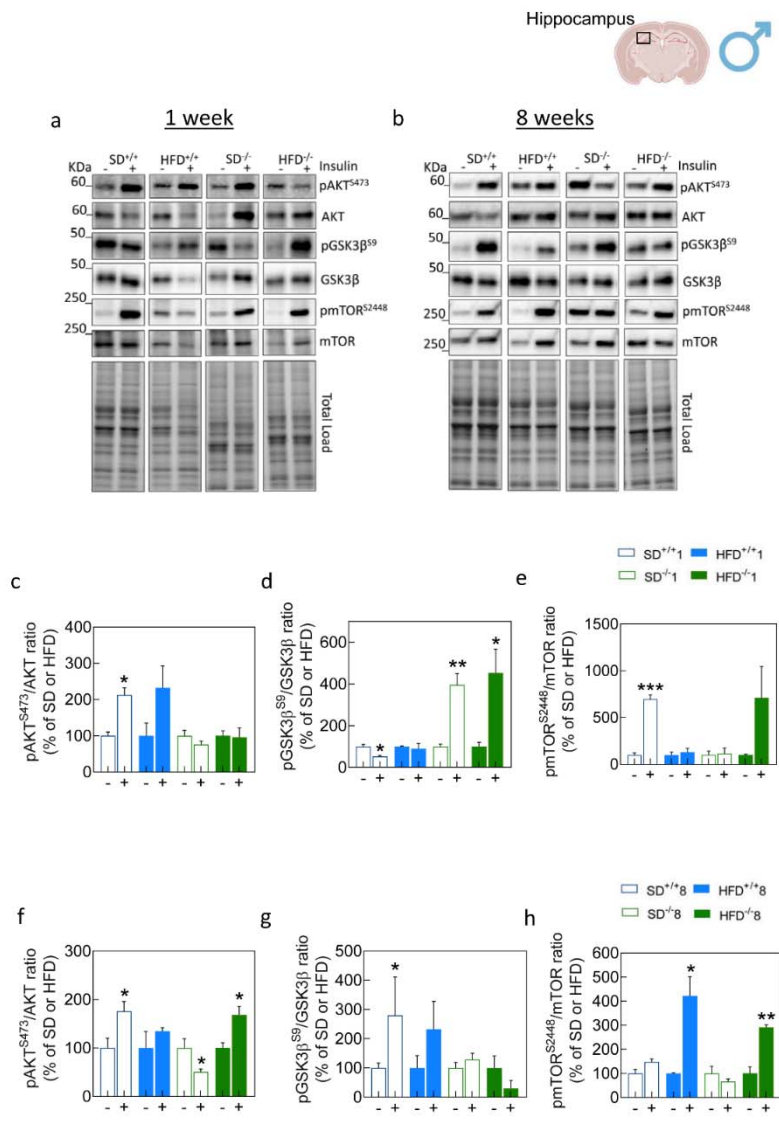 Hippocampus
a 1 week
SD+/+ HFD+/+ SD-/- HFD-/-
KDa - + - + - + - + Insulin
60 pAKTS473
60 AKT
50 pGSK3βS9
50 GSK3β
250 pmTORS2448
250 mTOR
Total Load
b 8 weeks
SD+/+ HFD+/+ SD-/- HFD-/-
KDa - + - + - + - + Insulin
60 pAKTS473
60 AKT
50 pGSK3βS9
50 GSK3β
250 pmTORS2448
250 mTOR
Total Load
SD+/+1 HFD+/+1
SD-/-1 HFD-/-1
c
pAKTS473/AKT ratio
(% of SD or HFD)
400
300
200
100
0
*
- + - + - + - +
d
pGSK3βS9/GSK3β ratio
(% of SD or HFD)
600
400
200
0
* ** *
- + - + - + - +
e
pmTORS2448/mTOR ratio
(% of SD or HFD)
1500
1000
500
0
***
- + - + - + - +
SD+/+8 HFD+/+8
SD-/-8 HFD-/-8
f
pAKTS473/AKT ratio
(% of SD or HFD)
300
200
150
100
50
0
* * *
- + - + - + - +
g
pGSK3βS9/GSK3β ratio
(% of SD or HFD)
500
400
300
200
100
0
*
- + - + - + - +
h
pmTORS2448/mTOR ratio
(% of SD or HFD)
600
500
400
300
200
100
0
* **
- + - + - + - +